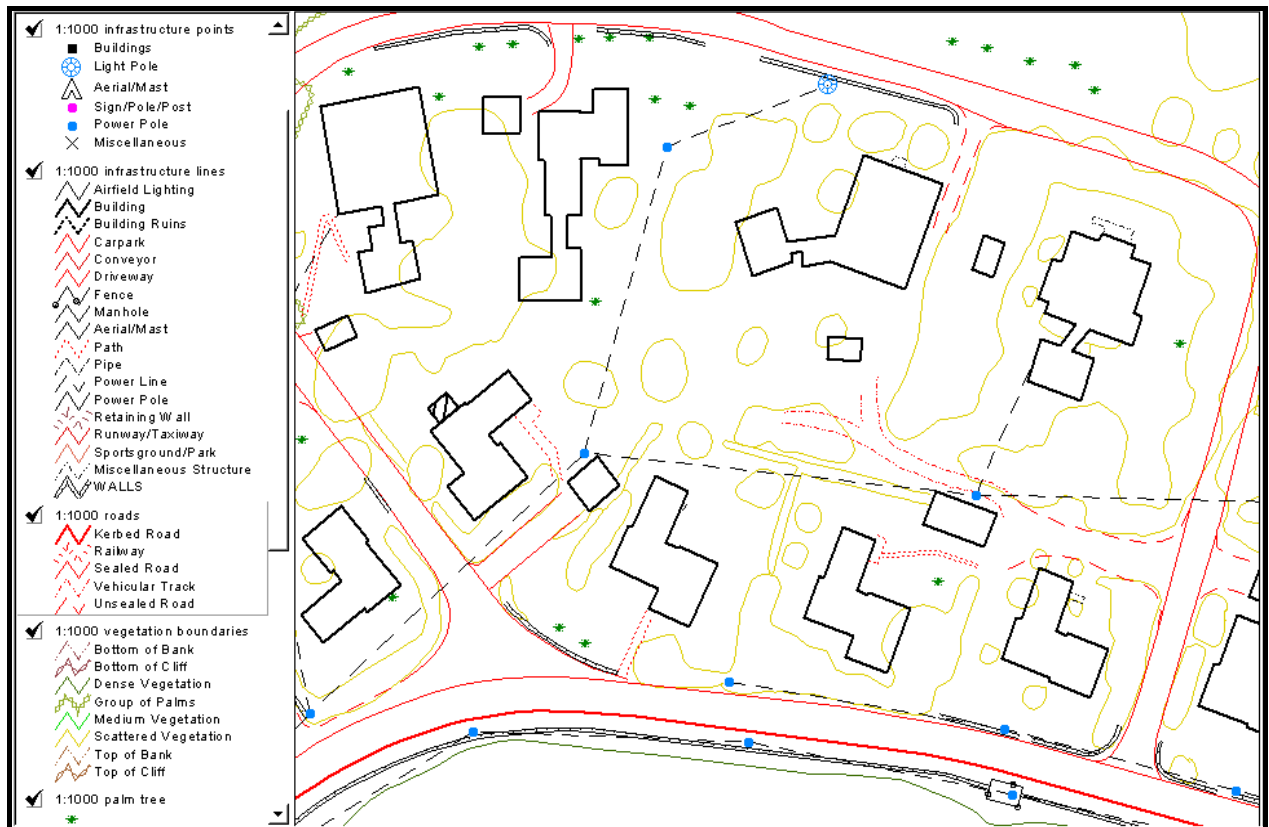 1:1000 infrastructure points
Buildings
Light Pole
Aerial/Mast
Sign/Pole/Post
Power Pole
Miscellaneous
1:1000 infrastructure lines
Airfield Lighting
Building
Building Ruins
Carpark
Conveyor
Driveway
Fence
Manhole
Aerial/Mast
Path
Pipe
Power Line
Power Pole
Retaining Wall
Runway/Taxiway
Sportsground/Park
Miscellaneous Structure
WALLS
1:1000 roads
Kerbed Road
Railway
Sealed Road
Vehicular Track
Unsealed Road
1:1000 vegetation boundaries
Bottom of Bank
Bottom of Cliff
Dense Vegetation
Group of Palms
Medium Vegetation
Scattered Vegetation
Top of Bank
Top of Cliff
1:1000 palm tree